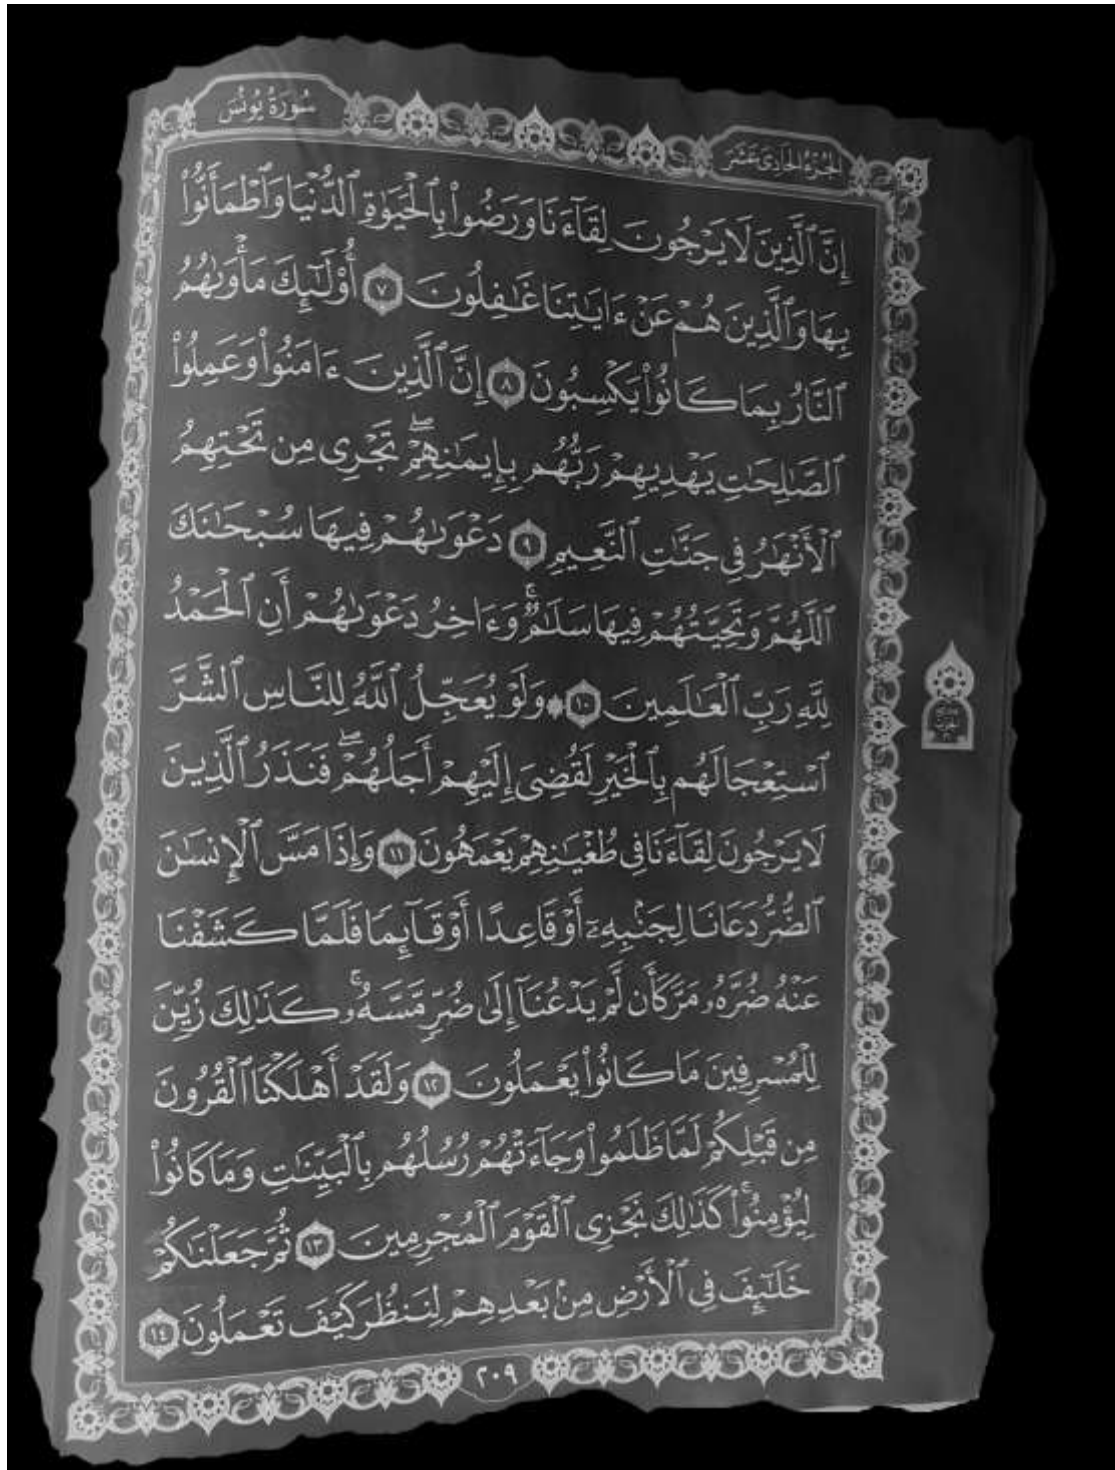 سُورَةُ يُونُسَ
الجُزْءُ الحَادِيَ عَشَرَ
إِنَّ ٱلَّذِينَ لَا يَرْجُونَ لِقَآءَنَا وَرَضُوا۟ بِٱلْحَيَوٰةِ ٱلدُّنْيَا وَٱطْمَأَنُّوا۟
بِهَا وَٱلَّذِينَ هُمْ عَنْ ءَايَٰتِنَا غَٰفِلُونَ ٧ أُو۟لَٰٓئِكَ مَأْوَىٰهُمُ
ٱلنَّارُ بِمَا كَانُوا۟ يَكْسِبُونَ ٨ إِنَّ ٱلَّذِينَ ءَامَنُوا۟ وَعَمِلُوا۟
ٱلصَّٰلِحَٰتِ يَهْدِيهِمْ رَبُّهُم بِإِيمَٰنِهِمْۖ تَجْرِى مِن تَحْتِهِمُ
ٱلْأَنْهَٰرُ فِى جَنَّٰتِ ٱلنَّعِيمِ ٩ دَعْوَىٰهُمْ فِيهَا سُبْحَٰنَكَ
ٱللَّهُمَّ وَتَحِيَّتُهُمْ فِيهَا سَلَٰمٌۚ وَءَاخِرُ دَعْوَىٰهُمْ أَنِ ٱلْحَمْدُ
لِلَّهِ رَبِّ ٱلْعَٰلَمِينَ ١٠ ۞ وَلَوْ يُعَجِّلُ ٱللَّهُ لِلنَّاسِ ٱلشَّرَّ
ٱسْتِعْجَالَهُم بِٱلْخَيْرِ لَقُضِىَ إِلَيْهِمْ أَجَلُهُمْۖ فَنَذَرُ ٱلَّذِينَ
لَا يَرْجُونَ لِقَآءَنَا فِى طُغْيَٰنِهِمْ يَعْمَهُونَ ١١ وَإِذَا مَسَّ ٱلْإِنسَٰنَ
ٱلضُّرُّ دَعَانَا لِجَنۢبِهِۦٓ أَوْ قَاعِدًا أَوْ قَآئِمًا فَلَمَّا كَشَفْنَا
عَنْهُ ضُرَّهُۥ مَرَّ كَأَن لَّمْ يَدْعُنَآ إِلَىٰ ضُرٍّ مَّسَّهُۥۚ كَذَٰلِكَ زُيِّنَ
لِلْمُسْرِفِينَ مَا كَانُوا۟ يَعْمَلُونَ ١٢ وَلَقَدْ أَهْلَكْنَا ٱلْقُرُونَ
مِن قَبْلِكُمْ لَمَّا ظَلَمُوا۟ وَجَآءَتْهُمْ رُسُلُهُم بِٱلْبَيِّنَٰتِ وَمَا كَانُوا۟
لِيُؤْمِنُوا۟ۚ كَذَٰلِكَ نَجْزِى ٱلْقَوْمَ ٱلْمُجْرِمِينَ ١٣ ثُمَّ جَعَلْنَٰكُمْ
خَلَٰٓئِفَ فِى ٱلْأَرْضِ مِنۢ بَعْدِهِمْ لِنَنظُرَ كَيْفَ تَعْمَلُونَ ١٤
٢٠٩